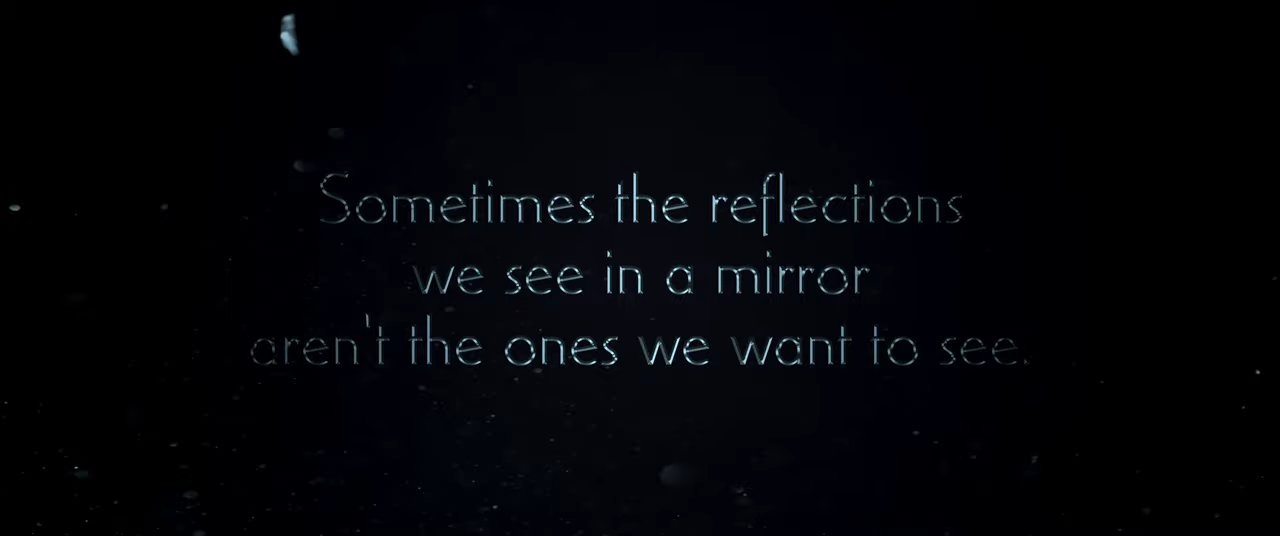 Sometimes the reflections
we see in a mirror
aren't the ones we want to see.